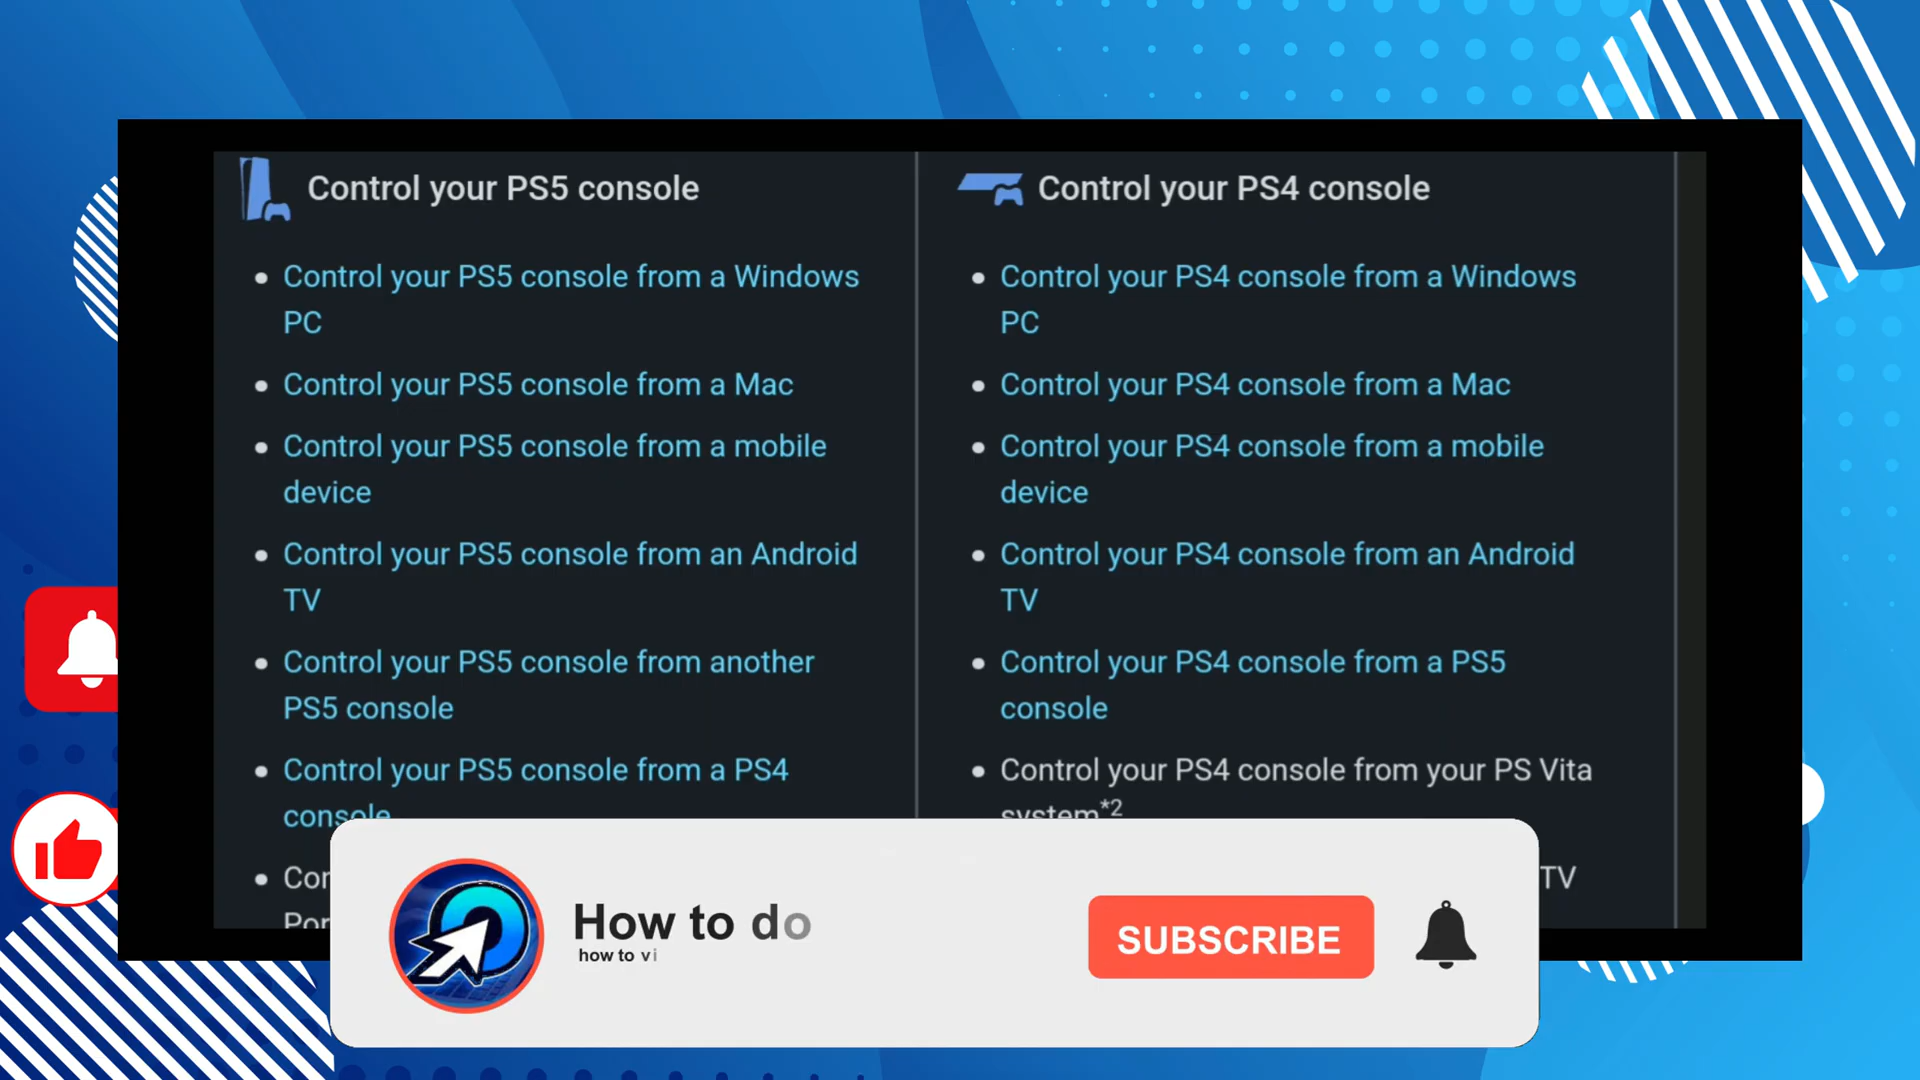 Control your PS5 console
Control your PS5 console from a Windows
PC
Control your PS5 console from a Mac
Control your PS5 console from a mobile
device
Control your PS5 console from an Android
TV
Control your PS5 console from another
PS5 console
Control your PS5 console from a PS4
console
Control your PS4 console
Control your PS4 console from a Windows
PC
Control your PS4 console from a Mac
Control your PS4 console from a mobile
device
Control your PS4 console from an Android
TV
Control your PS4 console from a PS5
console
Control your PS4 console from your PS Vita
system*2
TV
How to do
how to vi
SUBSCRIBE